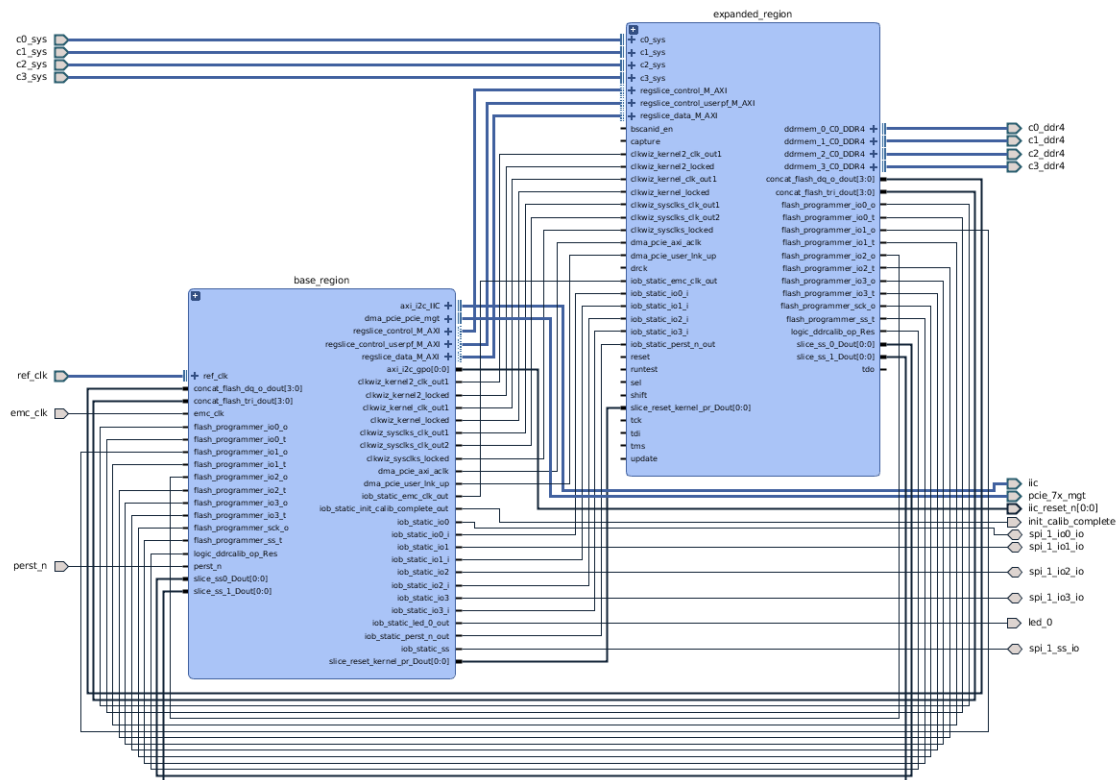 expanded_region
c0_sys
c1_sys
c2_sys
c3_sys
c0_sys
c1_sys
c2_sys
c3_sys
regslice_control_M_AXI
regslice_control_userpf_M_AXI
regslice_data_M_AXI
bscanid_en
capture
clkwiz_kernel2_clk_out1
clkwiz_kernel2_locked
clkwiz_kernel_clk_out1
clkwiz_kernel_locked
clkwiz_sysclks_clk_out1
clkwiz_sysclks_clk_out2
clkwiz_sysclks_locked
dma_pcie_axi_aclk
dma_pcie_user_lnk_up
drck
iob_static_emc_clk_out
iob_static_io0_i
iob_static_io1_i
iob_static_io2_i
iob_static_io3_i
iob_static_perst_n_out
reset
runtest
sel
shift
slice_reset_kernel_pr_Dout[0:0]
tck
tdi
tms
update
ddrmem_0_C0_DDR4
ddrmem_1_C0_DDR4
ddrmem_2_C0_DDR4
ddrmem_3_C0_DDR4
concat_flash_dq_o_dout[3:0]
concat_flash_tri_dout[3:0]
flash_programmer_io0_o
flash_programmer_io0_t
flash_programmer_io1_o
flash_programmer_io1_t
flash_programmer_io2_o
flash_programmer_io2_t
flash_programmer_io3_o
flash_programmer_io3_t
flash_programmer_sck_o
flash_programmer_ss_t
logic_ddrcalib_op_Res
slice_ss_0_Dout[0:0]
slice_ss_1_Dout[0:0]
tdo
c0_ddr4
c1_ddr4
c2_ddr4
c3_ddr4
base_region
ref_clk
emc_clk
perst_n
ref_clk
concat_flash_dq_o_dout[3:0]
concat_flash_tri_dout[3:0]
emc_clk
flash_programmer_io0_o
flash_programmer_io0_t
flash_programmer_io1_o
flash_programmer_io1_t
flash_programmer_io2_o
flash_programmer_io2_t
flash_programmer_io3_o
flash_programmer_io3_t
flash_programmer_sck_o
flash_programmer_ss_t
logic_ddrcalib_op_Res
perst_n
slice_ss0_Dout[0:0]
slice_ss_1_Dout[0:0]
axi_i2c_IIC
dma_pcie_pcie_mgt
regslice_control_M_AXI
regslice_control_userpf_M_AXI
regslice_data_M_AXI
axi_i2c_gpo[0:0]
clkwiz_kernel2_clk_out1
clkwiz_kernel2_locked
clkwiz_kernel_clk_out1
clkwiz_kernel_locked
clkwiz_sysclks_clk_out1
clkwiz_sysclks_clk_out2
clkwiz_sysclks_locked
dma_pcie_axi_aclk
dma_pcie_user_lnk_up
iob_static_emc_clk_out
iob_static_init_calib_complete_out
iob_static_io0
iob_static_io0_i
iob_static_io1
iob_static_io1_i
iob_static_io2
iob_static_io2_i
iob_static_io3
iob_static_io3_i
iob_static_led_0_out
iob_static_perst_n_out
iob_static_ss
slice_reset_kernel_pr_Dout[0:0]
iic
pcie_7x_mgt
iic_reset_n[0:0]
init_calib_complete
spi_1_io0_io
spi_1_io1_io
spi_1_io2_io
spi_1_io3_io
led_0
spi_1_ss_io